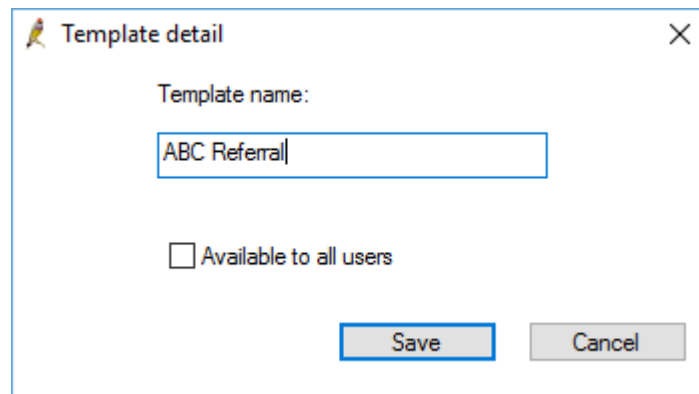 Template detail
Template name:
ABC Referral
Available to all users
Save Cancel